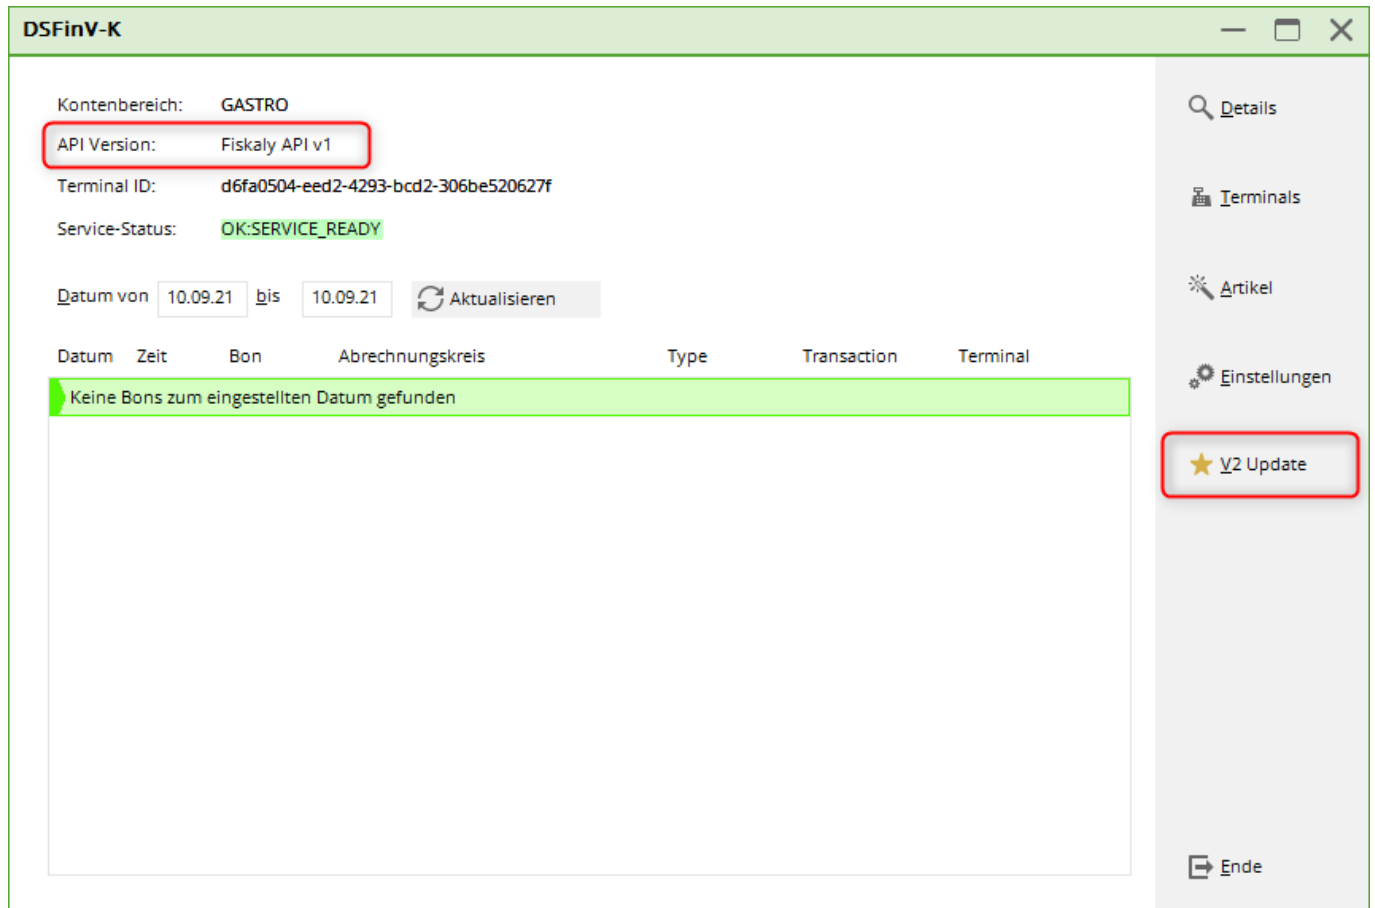 DSFinV-K
Kontenbereich: GASTRO
API Version: Fiskaly API v1
Terminal ID: d6fa0504-eed2-4293-bcd2-306be520627f
Service-Status: OK:SERVICE_READY
Datum von 10.09.21 bis 10.09.21 Aktualisieren
Datum Zeit Bon Abrechnungskreis Type Transaction Terminal
Keine Bons zum eingestellten Datum gefunden
Details
Terminals
Artikel
Einstellungen
V2 Update
Ende